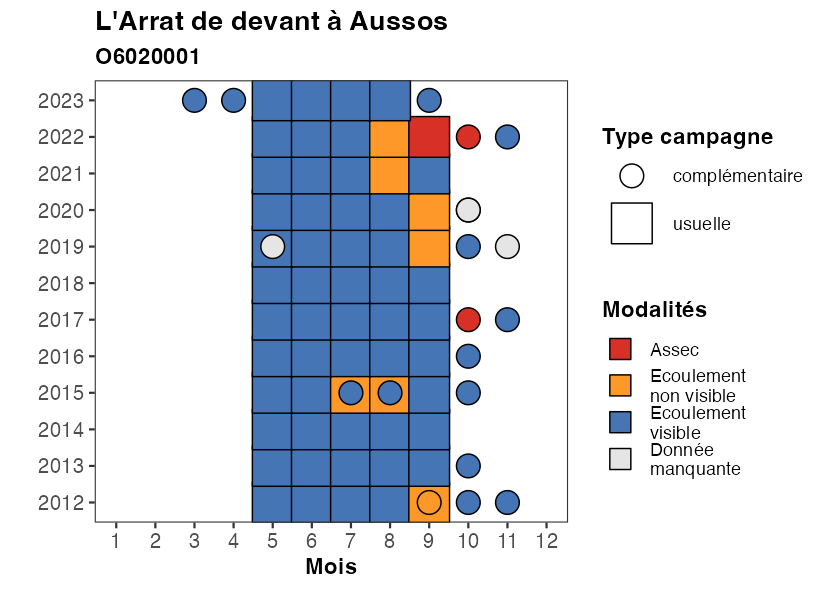 L'Arrat de devant à Aussos
O6020001
2023
2022
2021
2020
2019
2018
2017
2016
2015
2014
2013
2012
1 2 3 4 5 6 7 8 9 10 11 12
Mois
Type campagne
complémentaire
usuelle
Modalités
Assec
Ecoulement
non visible
Ecoulement
visible
Donnée
manquante